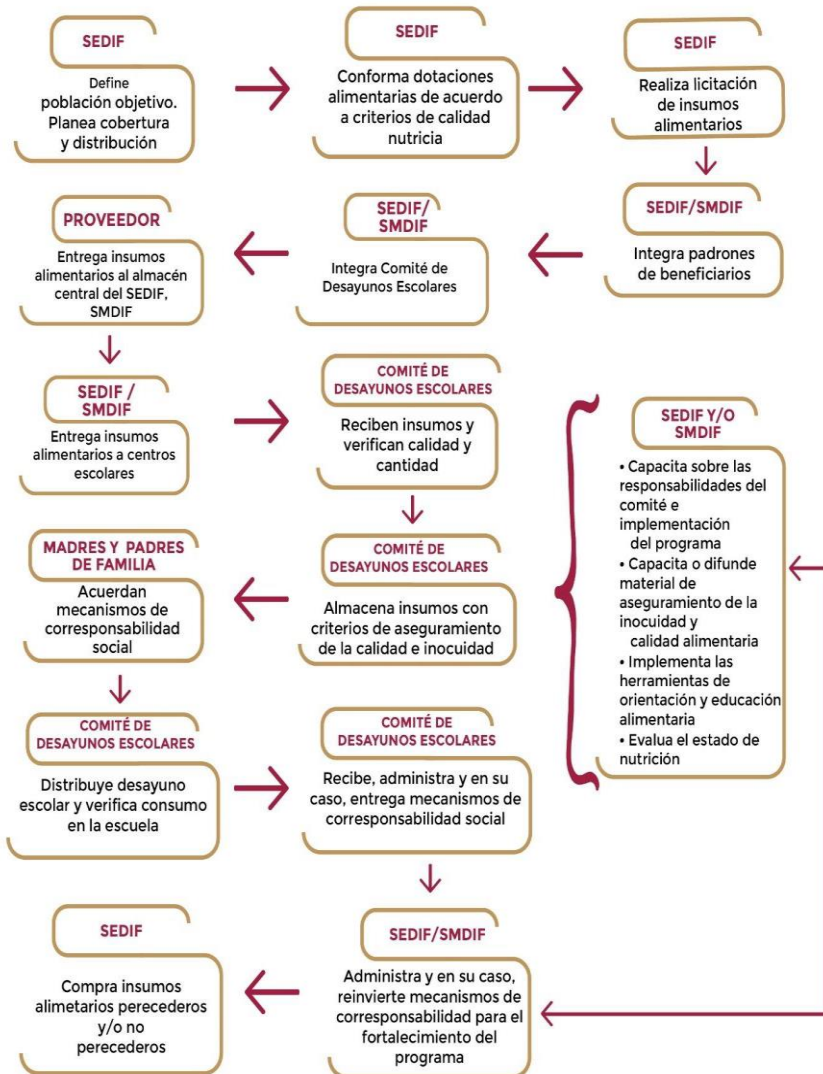 SEDIF
Define
población objetivo.
Planea cobertura
y distribución
SEDIF
Conforma dotaciones
alimentarias de acuerdo
a criterios de calidad
nutricia
SEDIF
Realiza licitación
de insumos
alimentarios
SEDIF/SMDIF
Integra padrones
de beneficiarios
SEDIF/
SMDIF
Integra Comité de
Desayunos Escolares
PROVEEDOR
Entrega insumos
alimentarios al almacén
central del SEDIF,
SMDIF
SEDIF /
SMDIF
Entrega insumos
alimentarios a centros
escolares
COMITÉ DE
DESAYUNOS ESCOLARES
Reciben insumos y
verifican calidad y
cantidad
COMITÉ DE
DESAYUNOS ESCOLARES
Almacena insumos con
criterios de aseguramiento
de la calidad e inocuidad
MADRES Y PADRES
DE FAMILIA
Acuerdan
mecanismos de
corresponsabilidad
social
COMITÉ DE
DESAYUNOS ESCOLARES
Distribuye desayuno
escolar y verifica consumo
en la escuela
COMITÉ DE
DESAYUNOS ESCOLARES
Recibe, administra y en su
caso, entrega mecanismos de
corresponsabilidad social
SEDIF Y/O
SMDIF
• Capacita sobre las
responsabilidades del
comité e
implementación
del programa
• Capacita o difunde
material de
aseguramiento de la
inocuidad y
calidad alimentaria
• Implementa las
herramientas de
orientación y educación
alimentaria
• Evalua el estado de
nutrición
SEDIF/SMDIF
Administra y en su caso,
reinvierte mecanismos de
corresponsabilidad para el
fortalecimiento del
programa
SEDIF
Compra insumos
alimetarios perecederos
y/o no
perecederos